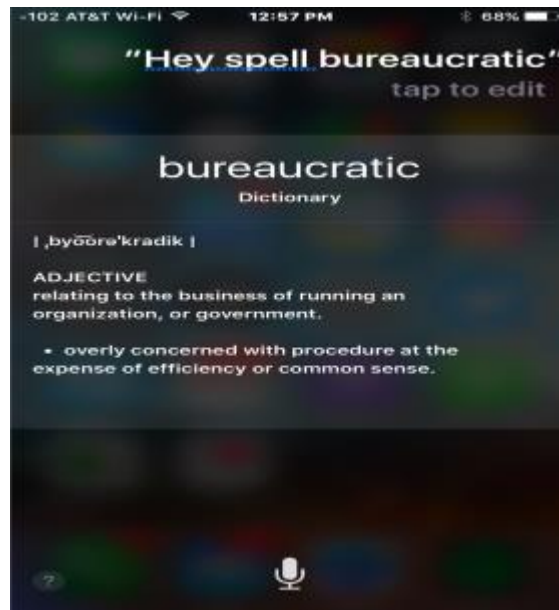 -102 AT&T Wi-Fi 12:57 PM 68%
“Hey spell bureaucratic“
tap to edit
bureaucratic
Dictionary
| ˌbyo͝orəˈkradik |
ADJECTIVE
relating to the business of running an
organization, or government.
• overly concerned with procedure at the
expense of efficiency or common sense.
?